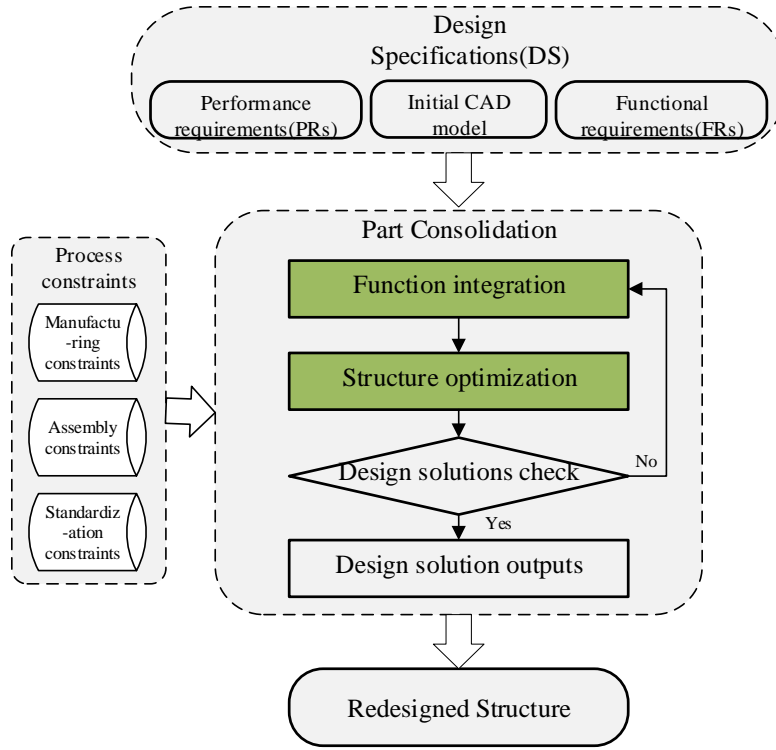 Design
Specifications(DS)
Performance
requirements(PRs)
Initial CAD
model
Functional
requirements(FRs)
Process
constraints
Manufactu
-ring
constraints
Assembly
constraints
Standardiz
-ation
constraints
Part Consolidation
Function integration
Structure optimization
Design solutions check
No
Yes
Design solution outputs
Redesigned Structure